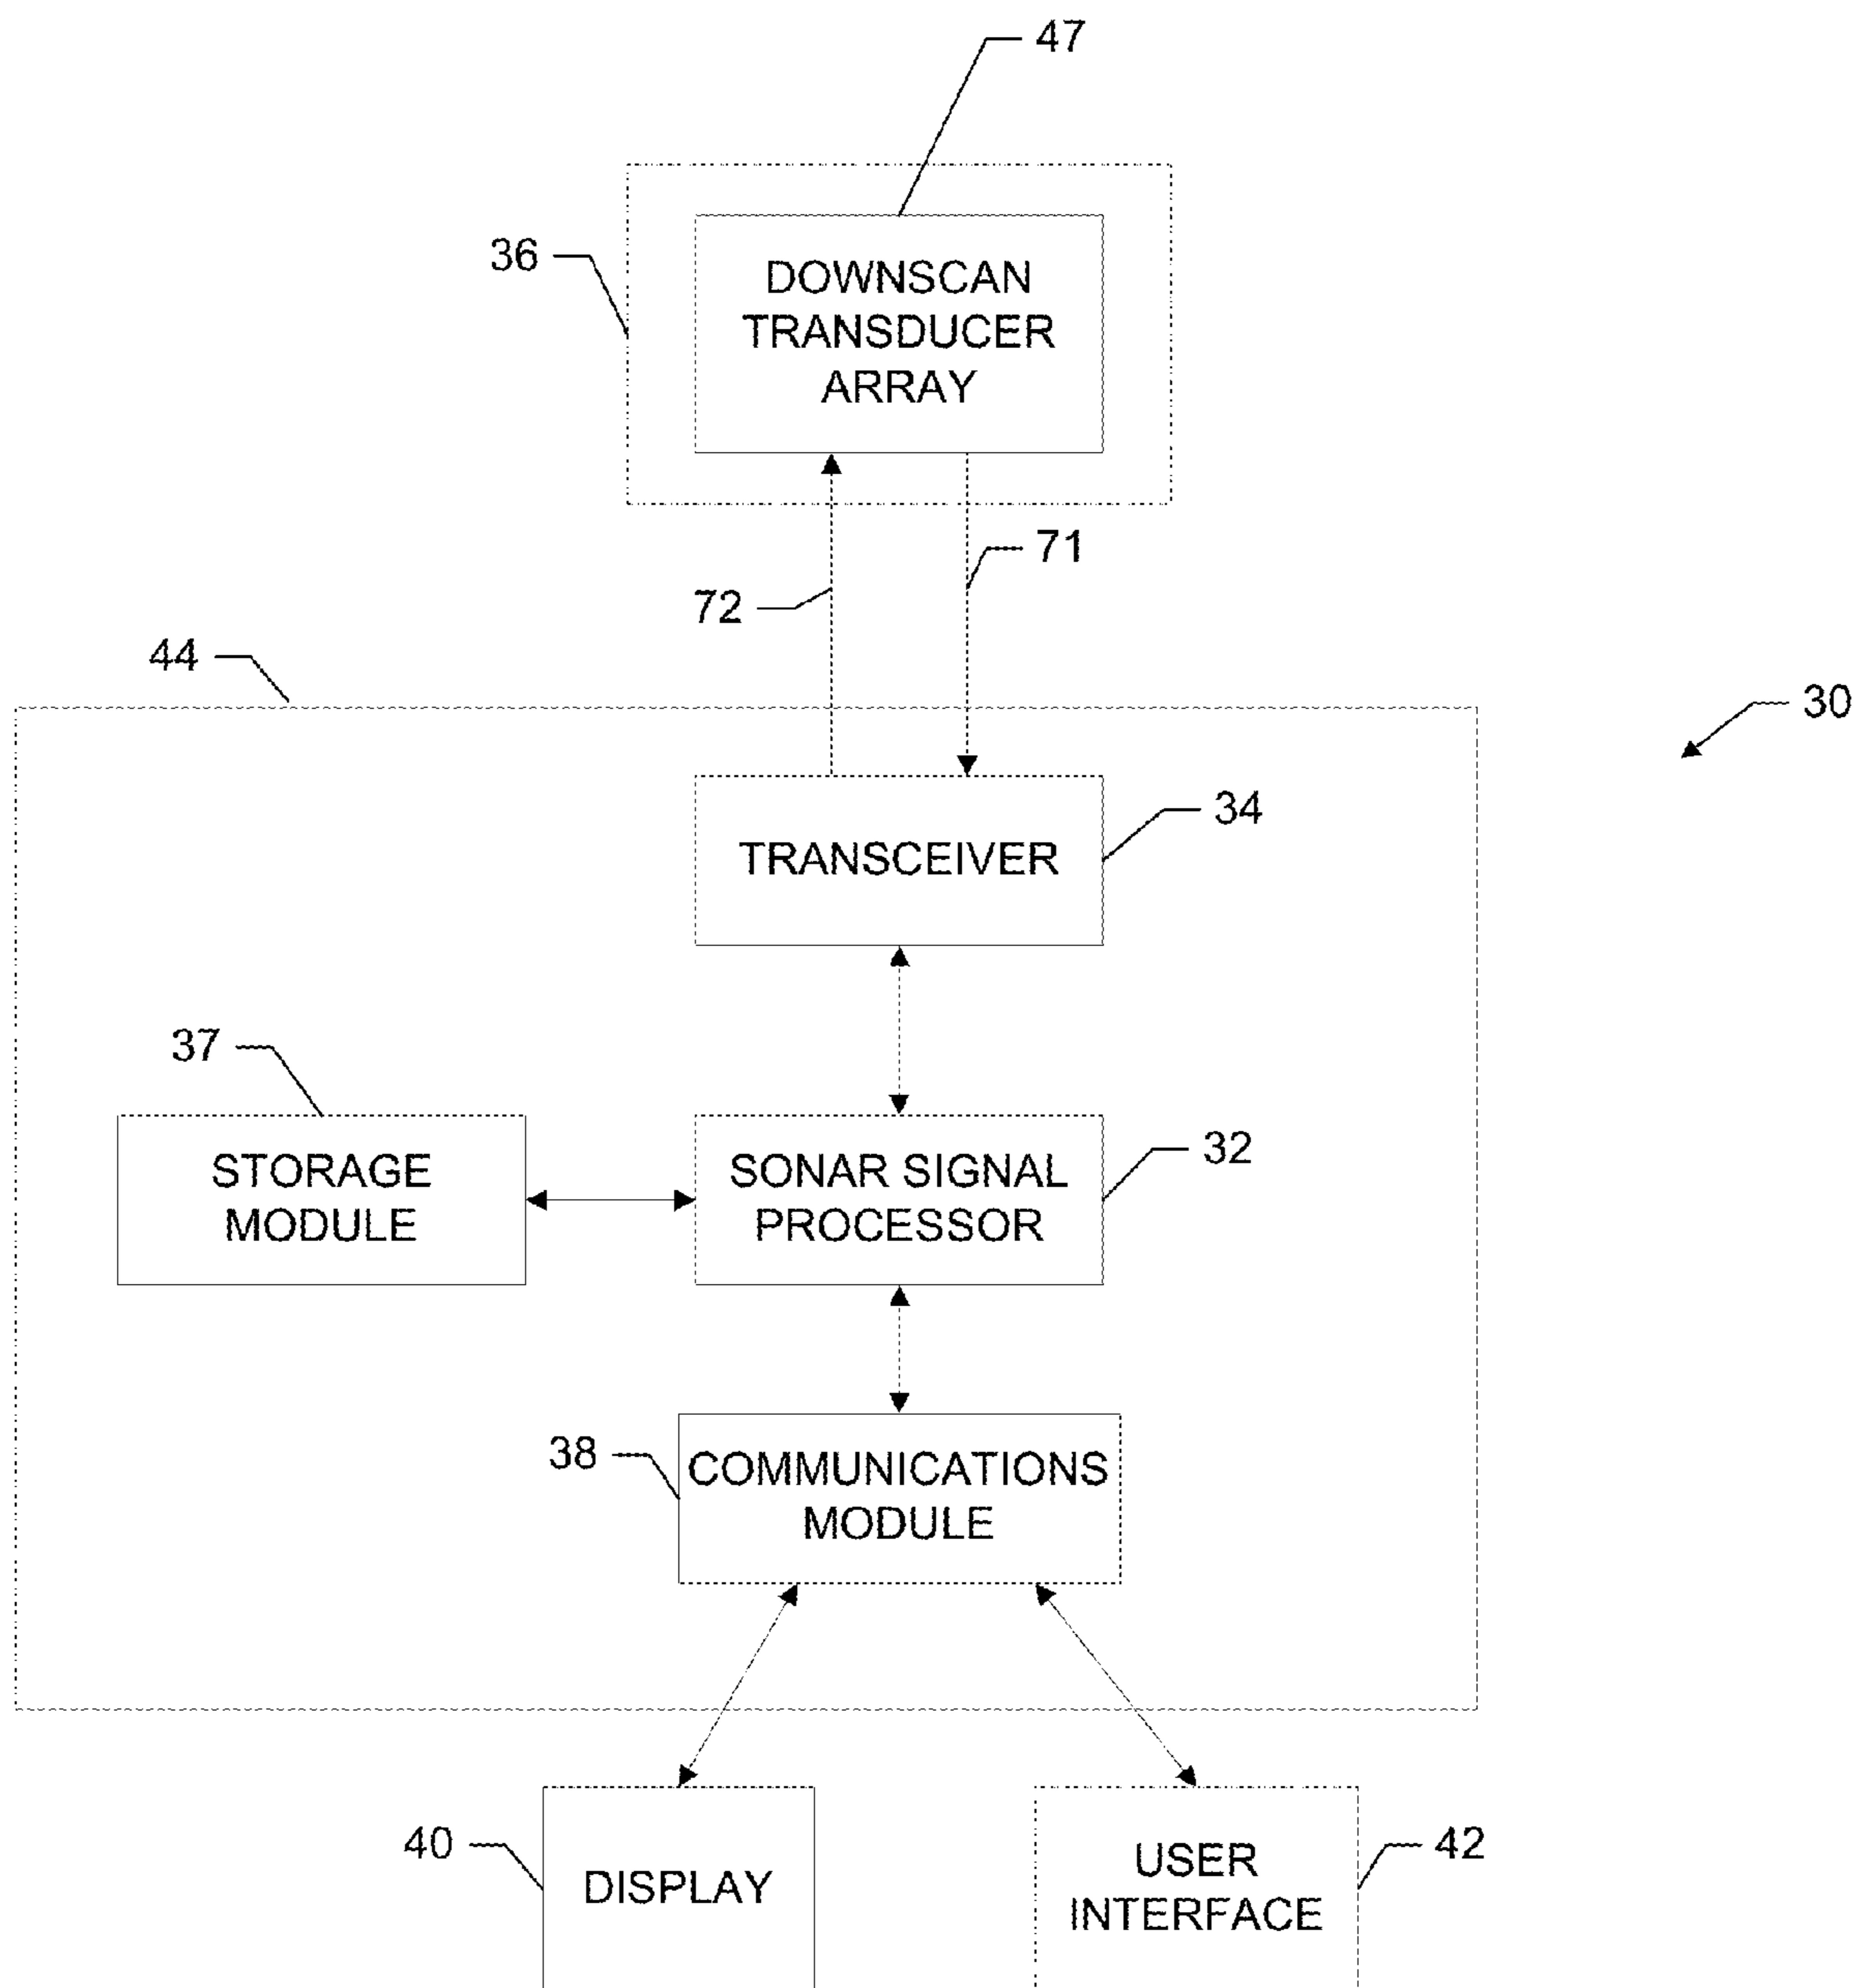 47
36
DOWNSCAN
TRANSDUCER
ARRAY
71
72
44
30
34
TRANSCEIVER
37
STORAGE
MODULE
32
SONAR SIGNAL
PROCESSOR
38
COMMUNICATIONS
MODULE
40
DISPLAY
42
USER
INTERFACE